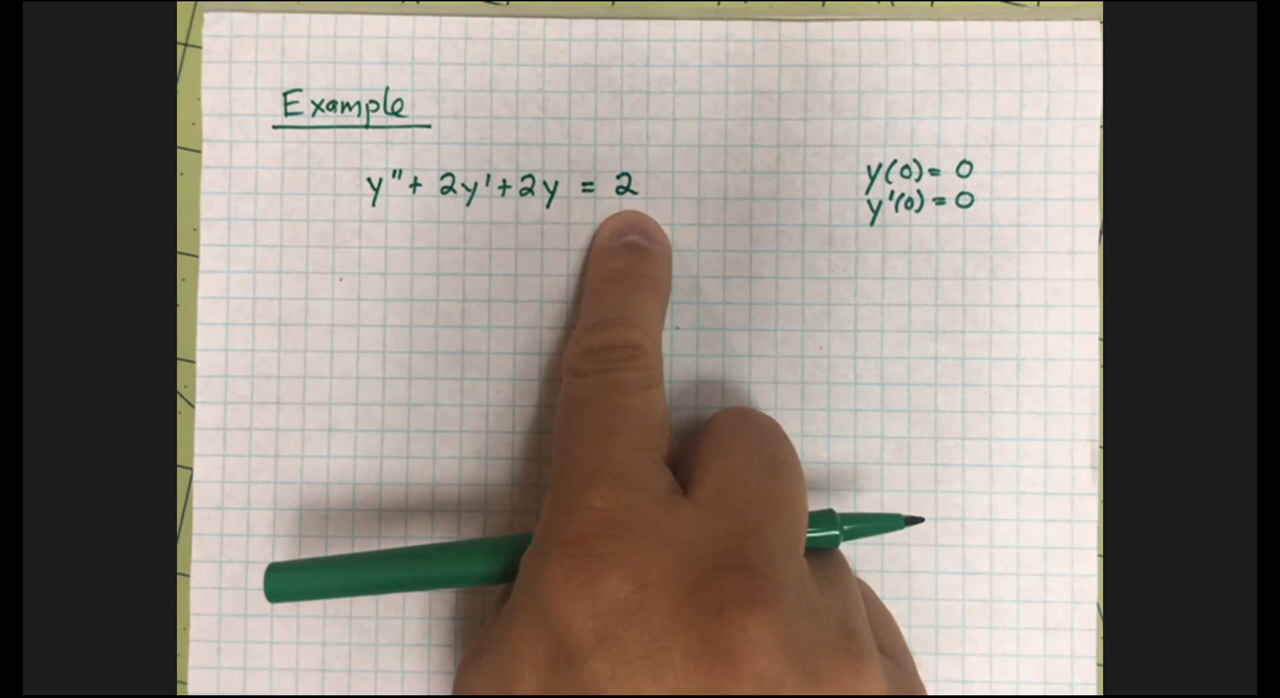 Example
y"+ 2y'+2y = 2
y(0)= 0
y'(0) = 0